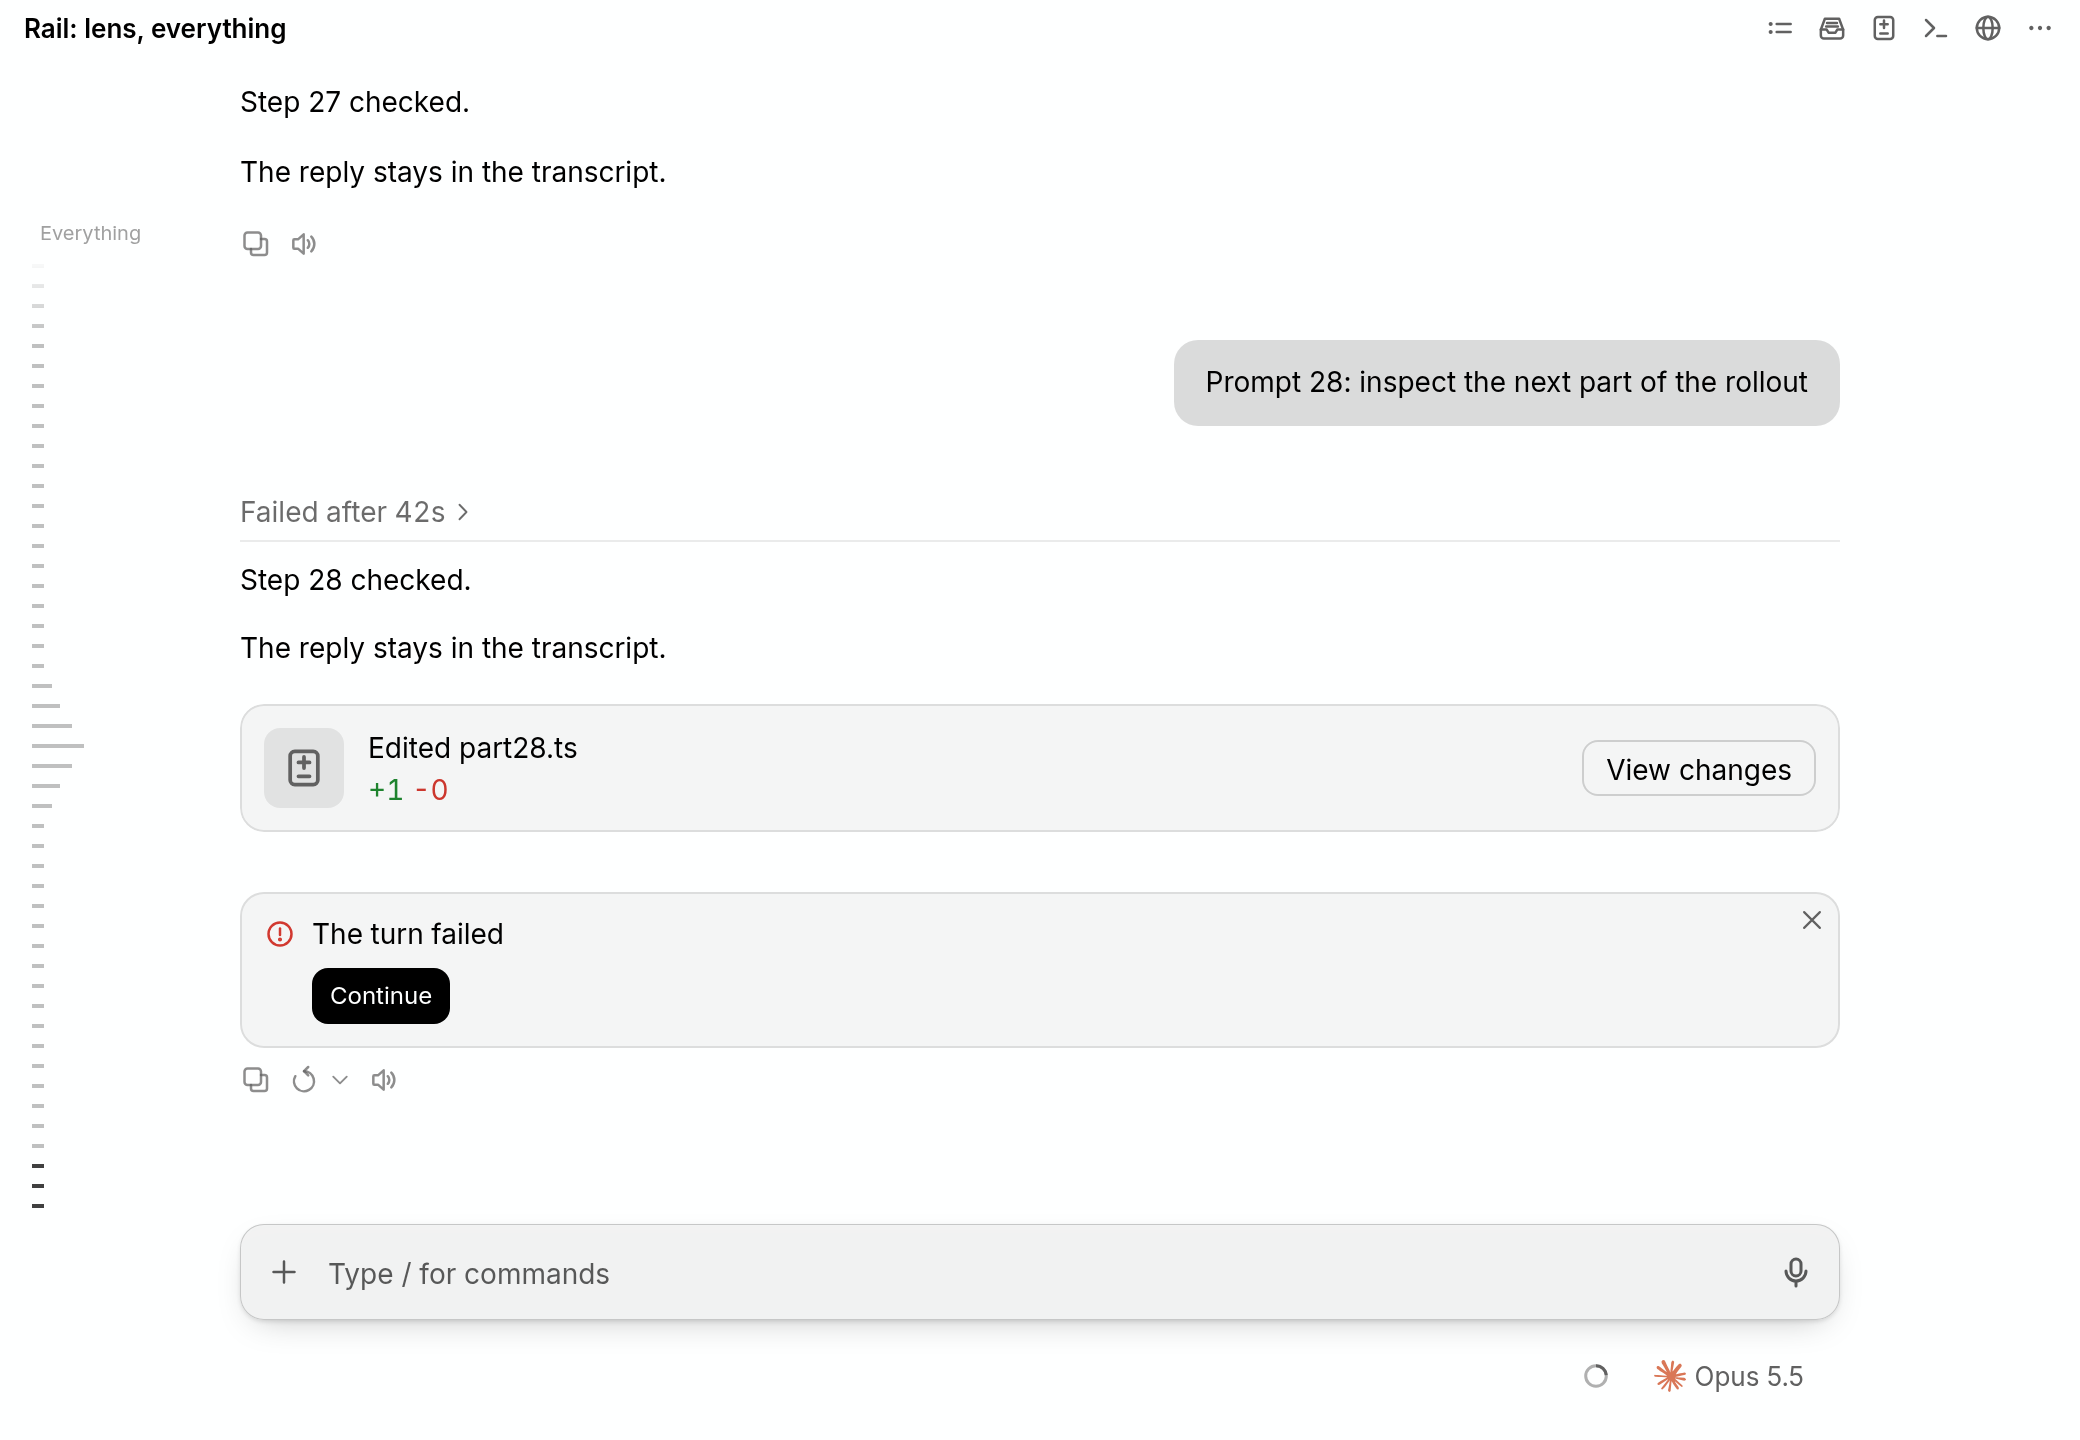 Rail: lens, everything
Step 27 checked.
The reply stays in the transcript.
Everything
Prompt 28: inspect the next part of the rollout
Failed after 42s
Step 28 checked.
The reply stays in the transcript.
Edited part28.ts
+1 -0
View changes
The turn failed
Continue
Type / for commands
Opus 5.5